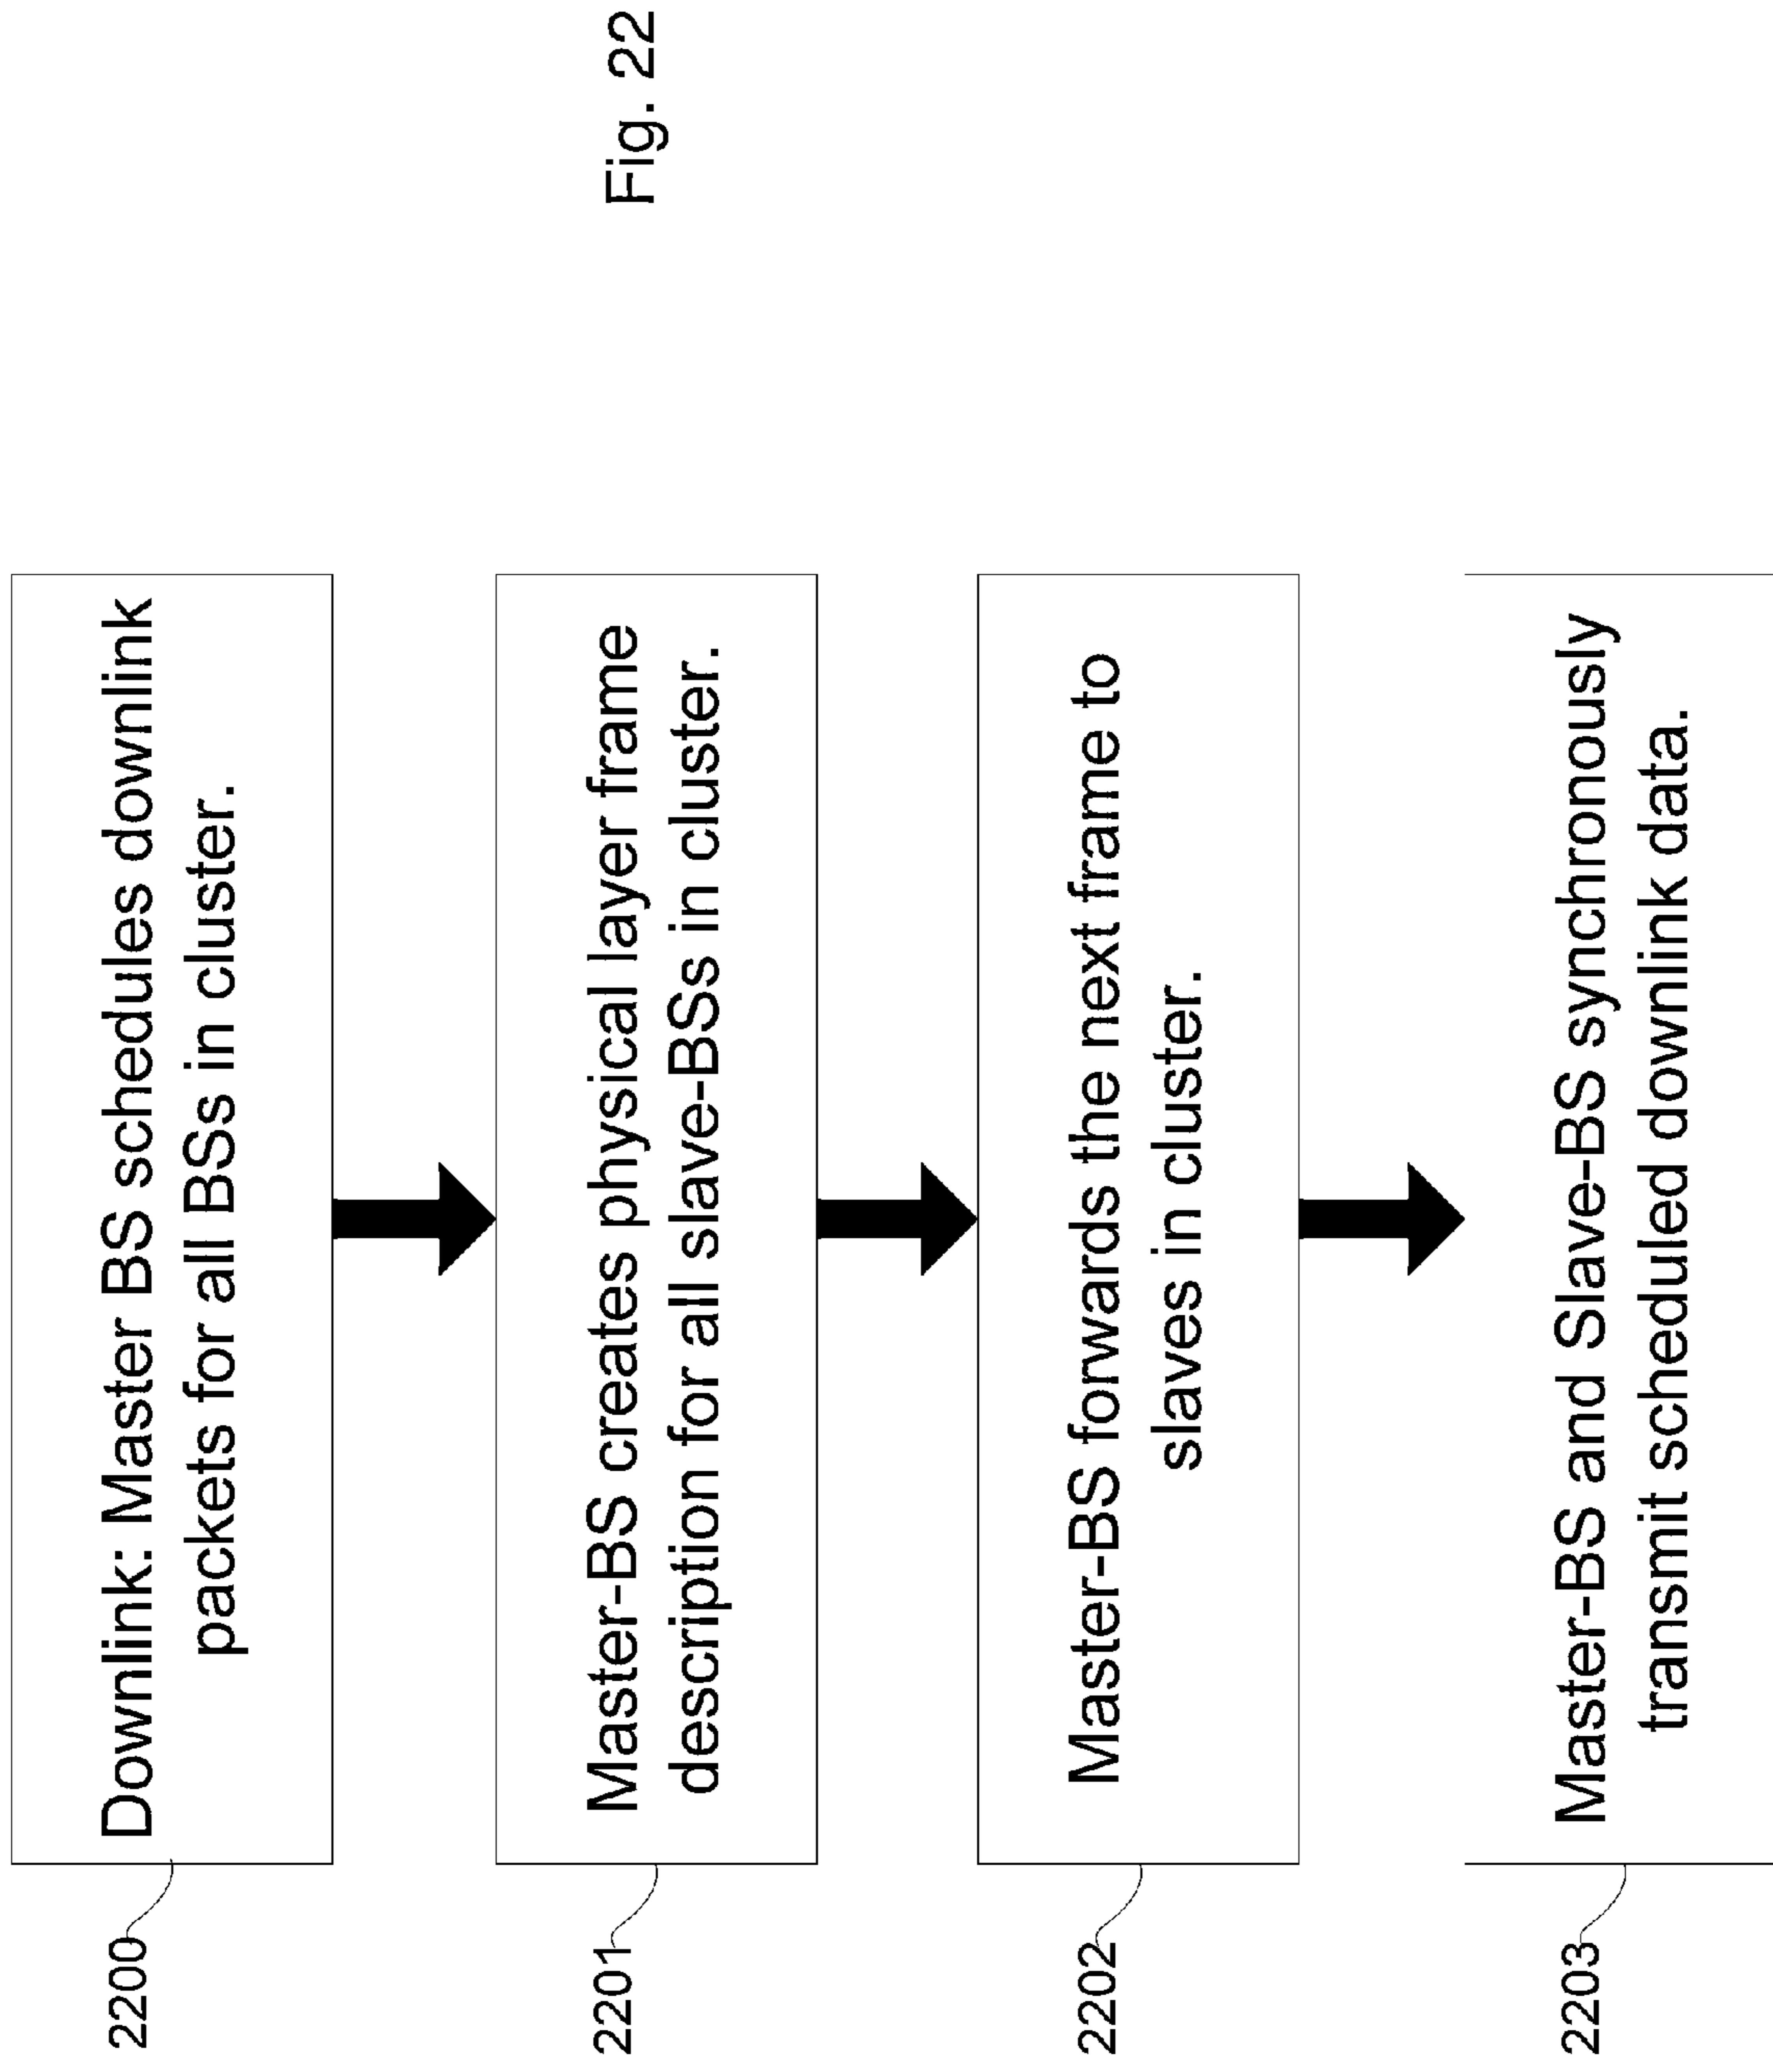 2200
Downlink: Master BS schedules downlink
packets for all BSs in cluster.
2201
Master-BS creates physical layer frame
description for all slave-BSs in cluster.
2202
Master-BS forwards the next frame to
slaves in cluster.
2203
Master-BS and Slave-BS synchronously
transmit scheduled downlink data.
Fig. 22